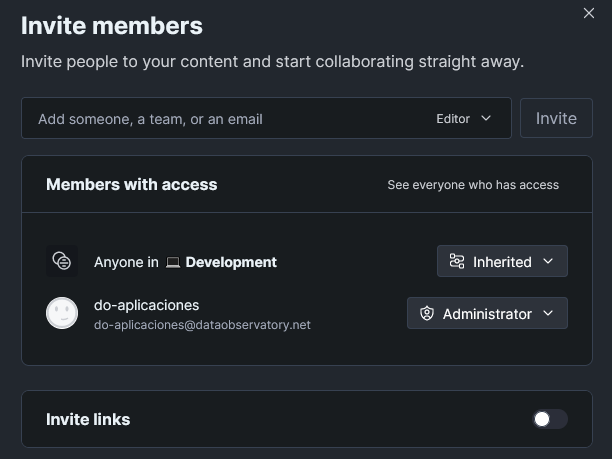 Invite members
Invite people to your content and start collaborating straight away.
Add someone, a team, or an email
Editor
Invite
Members with access
See everyone who has access
Anyone in 💻 Development
Inherited
do-aplicaciones
do-aplicaciones@dataobservatory.net
Administrator
Invite links